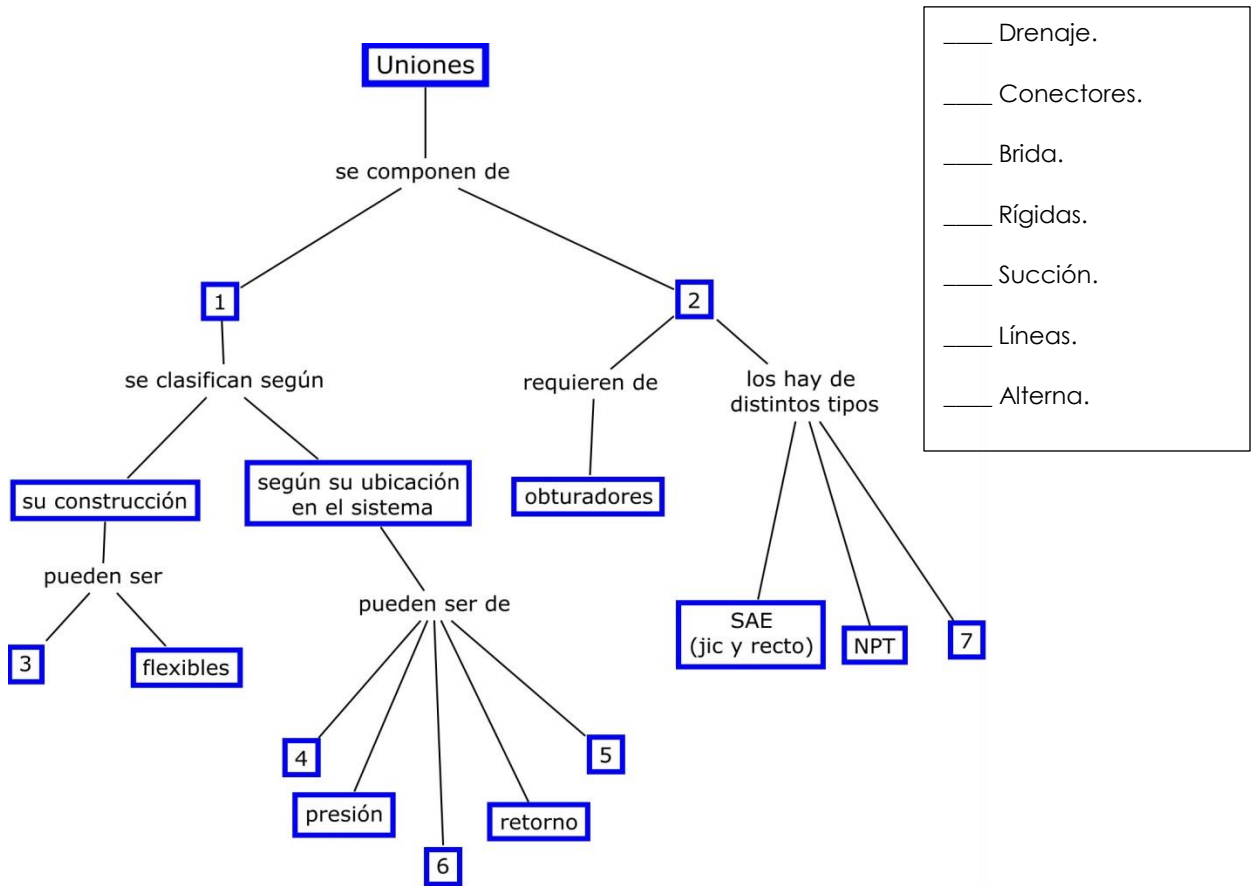 Uniones
se componen de
1
2
se clasifican según
requieren de
los hay de
distintos tipos
su construcción
según su ubicación
en el sistema
obturadores
pueden ser
pueden ser de
3
flexibles
SAE
(jic y recto)
NPT
7
4
5
presión
retorno
6
____ Drenaje.
____ Conectores.
____ Brida.
____ Rígidas.
____ Succión.
____ Líneas.
____ Alterna.